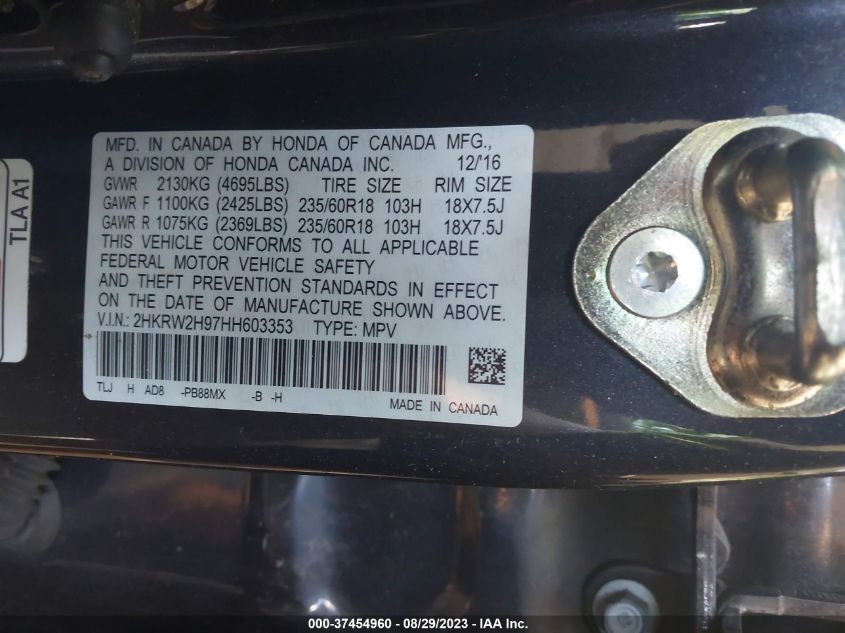 MFD. IN CANADA BY HONDA OF CANADA MFG.,
A DIVISION OF HONDA CANADA INC. 12/'16
GVWR 2130KG (4695LBS) TIRE SIZE RIM SIZE
GAWR F 1100KG (2425LBS) 235/60R18 103H 18X7.5J
GAWR R 1075KG (2369LBS) 235/60R18 103H 18X7.5J
THIS VEHICLE CONFORMS TO ALL APPLICABLE
FEDERAL MOTOR VEHICLE SAFETY
AND THEFT PREVENTION STANDARDS IN EFFECT
ON THE DATE OF MANUFACTURE SHOWN ABOVE.
V.I.N.: 2HKRW2H97HH603353 TYPE: MPV
TLJ H AD8 -PB88MX -B -H
MADE IN CANADA
TLA A1
000-37454960 - 08/29/2023 - IAA Inc.